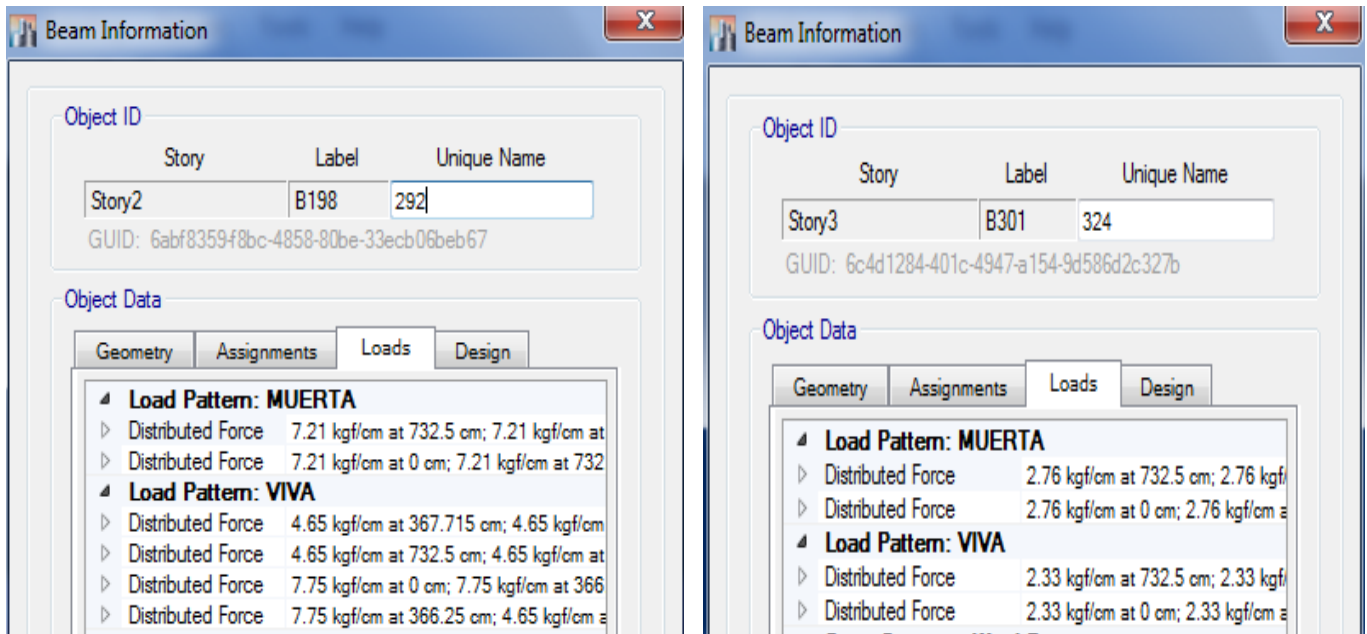 Beam Information
Object ID
Story Label Unique Name
Story2 B198 292
GUID: 6abf8359-f8bc-4858-80be-33ecb06beb67
Object Data
Geometry Assignments Loads Design
Load Pattern: MUERTA
Distributed Force 7.21 kgf/cm at 732.5 cm; 7.21 kgf/cm at
Distributed Force 7.21 kgf/cm at 0 cm; 7.21 kgf/cm at 732
Load Pattern: VIVA
Distributed Force 4.65 kgf/cm at 367.715 cm; 4.65 kgf/cm
Distributed Force 4.65 kgf/cm at 732.5 cm; 4.65 kgf/cm at
Distributed Force 7.75 kgf/cm at 0 cm; 7.75 kgf/cm at 366
Distributed Force 7.75 kgf/cm at 366.25 cm; 4.65 kgf/cm a
Beam Information
Object ID
Story Label Unique Name
Story3 B301 324
GUID: 6c4d1284-401c-4947-a154-9d586d2c327b
Object Data
Geometry Assignments Loads Design
Load Pattern: MUERTA
Distributed Force 2.76 kgf/cm at 732.5 cm; 2.76 kgf/
Distributed Force 2.76 kgf/cm at 0 cm; 2.76 kgf/cm a
Load Pattern: VIVA
Distributed Force 2.33 kgf/cm at 732.5 cm; 2.33 kgf/
Distributed Force 2.33 kgf/cm at 0 cm; 2.33 kgf/cm a